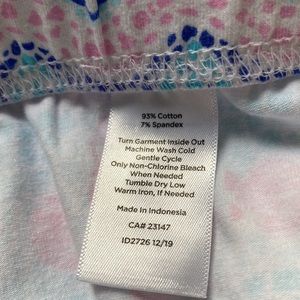 93% Cotton
7% Spandex
Turn Garment Inside Out
Machine Wash Cold
Gentle Cycle
Only Non-Chlorine Bleach
When Needed
Tumble Dry Low
Warm Iron, If Needed
Made in Indonesia
CA# 23147
ID2726 12/19